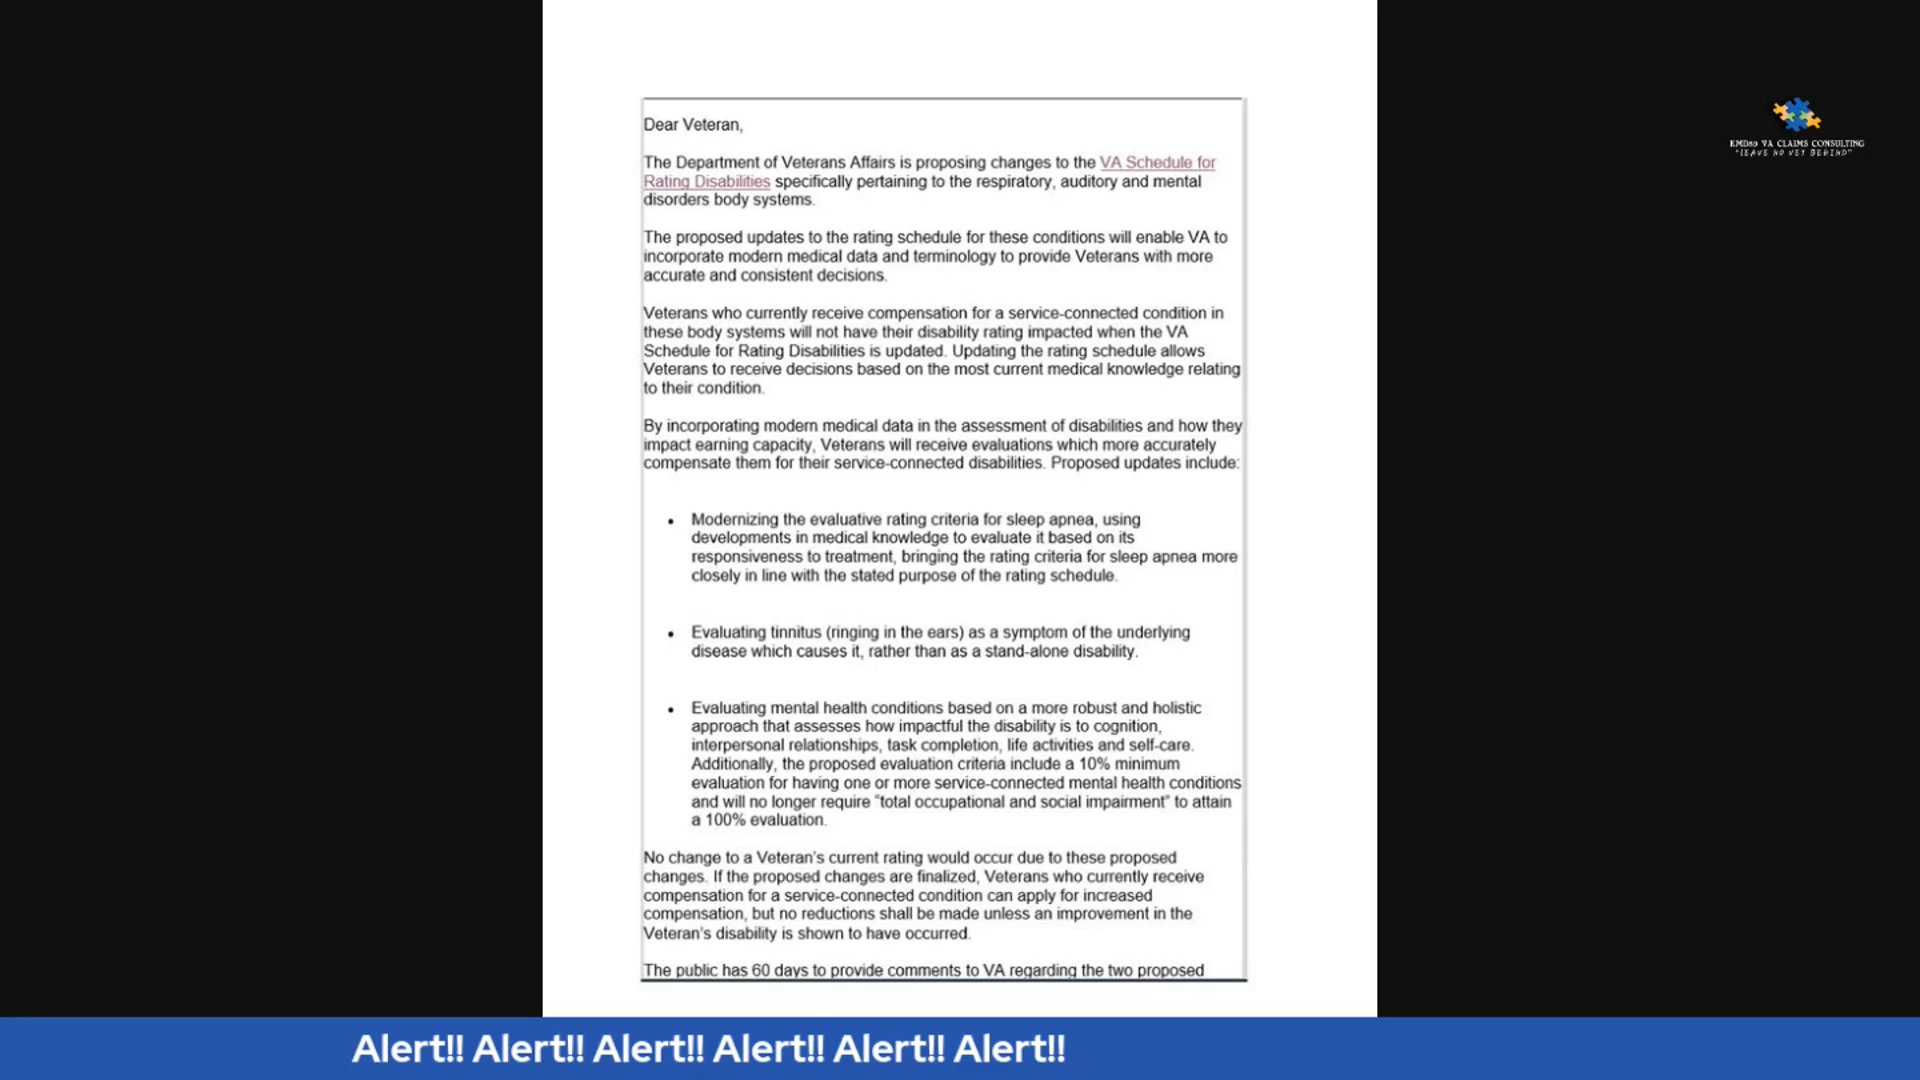 Dear Veteran,
The Department of Veterans Affairs is proposing changes to the VA Schedule for
Rating Disabilities specifically pertaining to the respiratory, auditory and mental
disorders body systems.
The proposed updates to the rating schedule for these conditions will enable VA to
incorporate modern medical data and terminology to provide Veterans with more
accurate and consistent decisions.
Veterans who currently receive compensation for a service-connected condition in
these body systems will not have their disability rating impacted when the VA
Schedule for Rating Disabilities is updated. Updating the rating schedule allows
Veterans to receive decisions based on the most current medical knowledge relating
to their condition.
By incorporating modern medical data in the assessment of disabilities and how they
impact earning capacity, Veterans will receive evaluations which more accurately
compensate them for their service-connected disabilities. Proposed updates include:
• Modernizing the evaluative rating criteria for sleep apnea, using
developments in medical knowledge to evaluate it based on its
responsiveness to treatment, bringing the rating criteria for sleep apnea more
closely in line with the stated purpose of the rating schedule.
• Evaluating tinnitus (ringing in the ears) as a symptom of the underlying
disease which causes it, rather than as a stand-alone disability.
• Evaluating mental health conditions based on a more robust and holistic
approach that assesses how impactful the disability is to cognition,
interpersonal relationships, task completion, life activities and self-care.
Additionally, the proposed evaluation criteria include a 10% minimum
evaluation for having one or more service-connected mental health conditions
and will no longer require "total occupational and social impairment" to attain
a 100% evaluation.
No change to a Veteran's current rating would occur due to these proposed
changes. If the proposed changes are finalized, Veterans who currently receive
compensation for a service-connected condition can apply for increased
compensation, but no reductions shall be made unless an improvement in the
Veteran's disability is shown to have occurred.
The public has 60 days to provide comments to VA regarding the two proposed
EMD80 VA CLAIMS CONSULTING
"LEAVE NO VET BEHIND"
Alert!! Alert!! Alert!! Alert!! Alert!! Alert!!